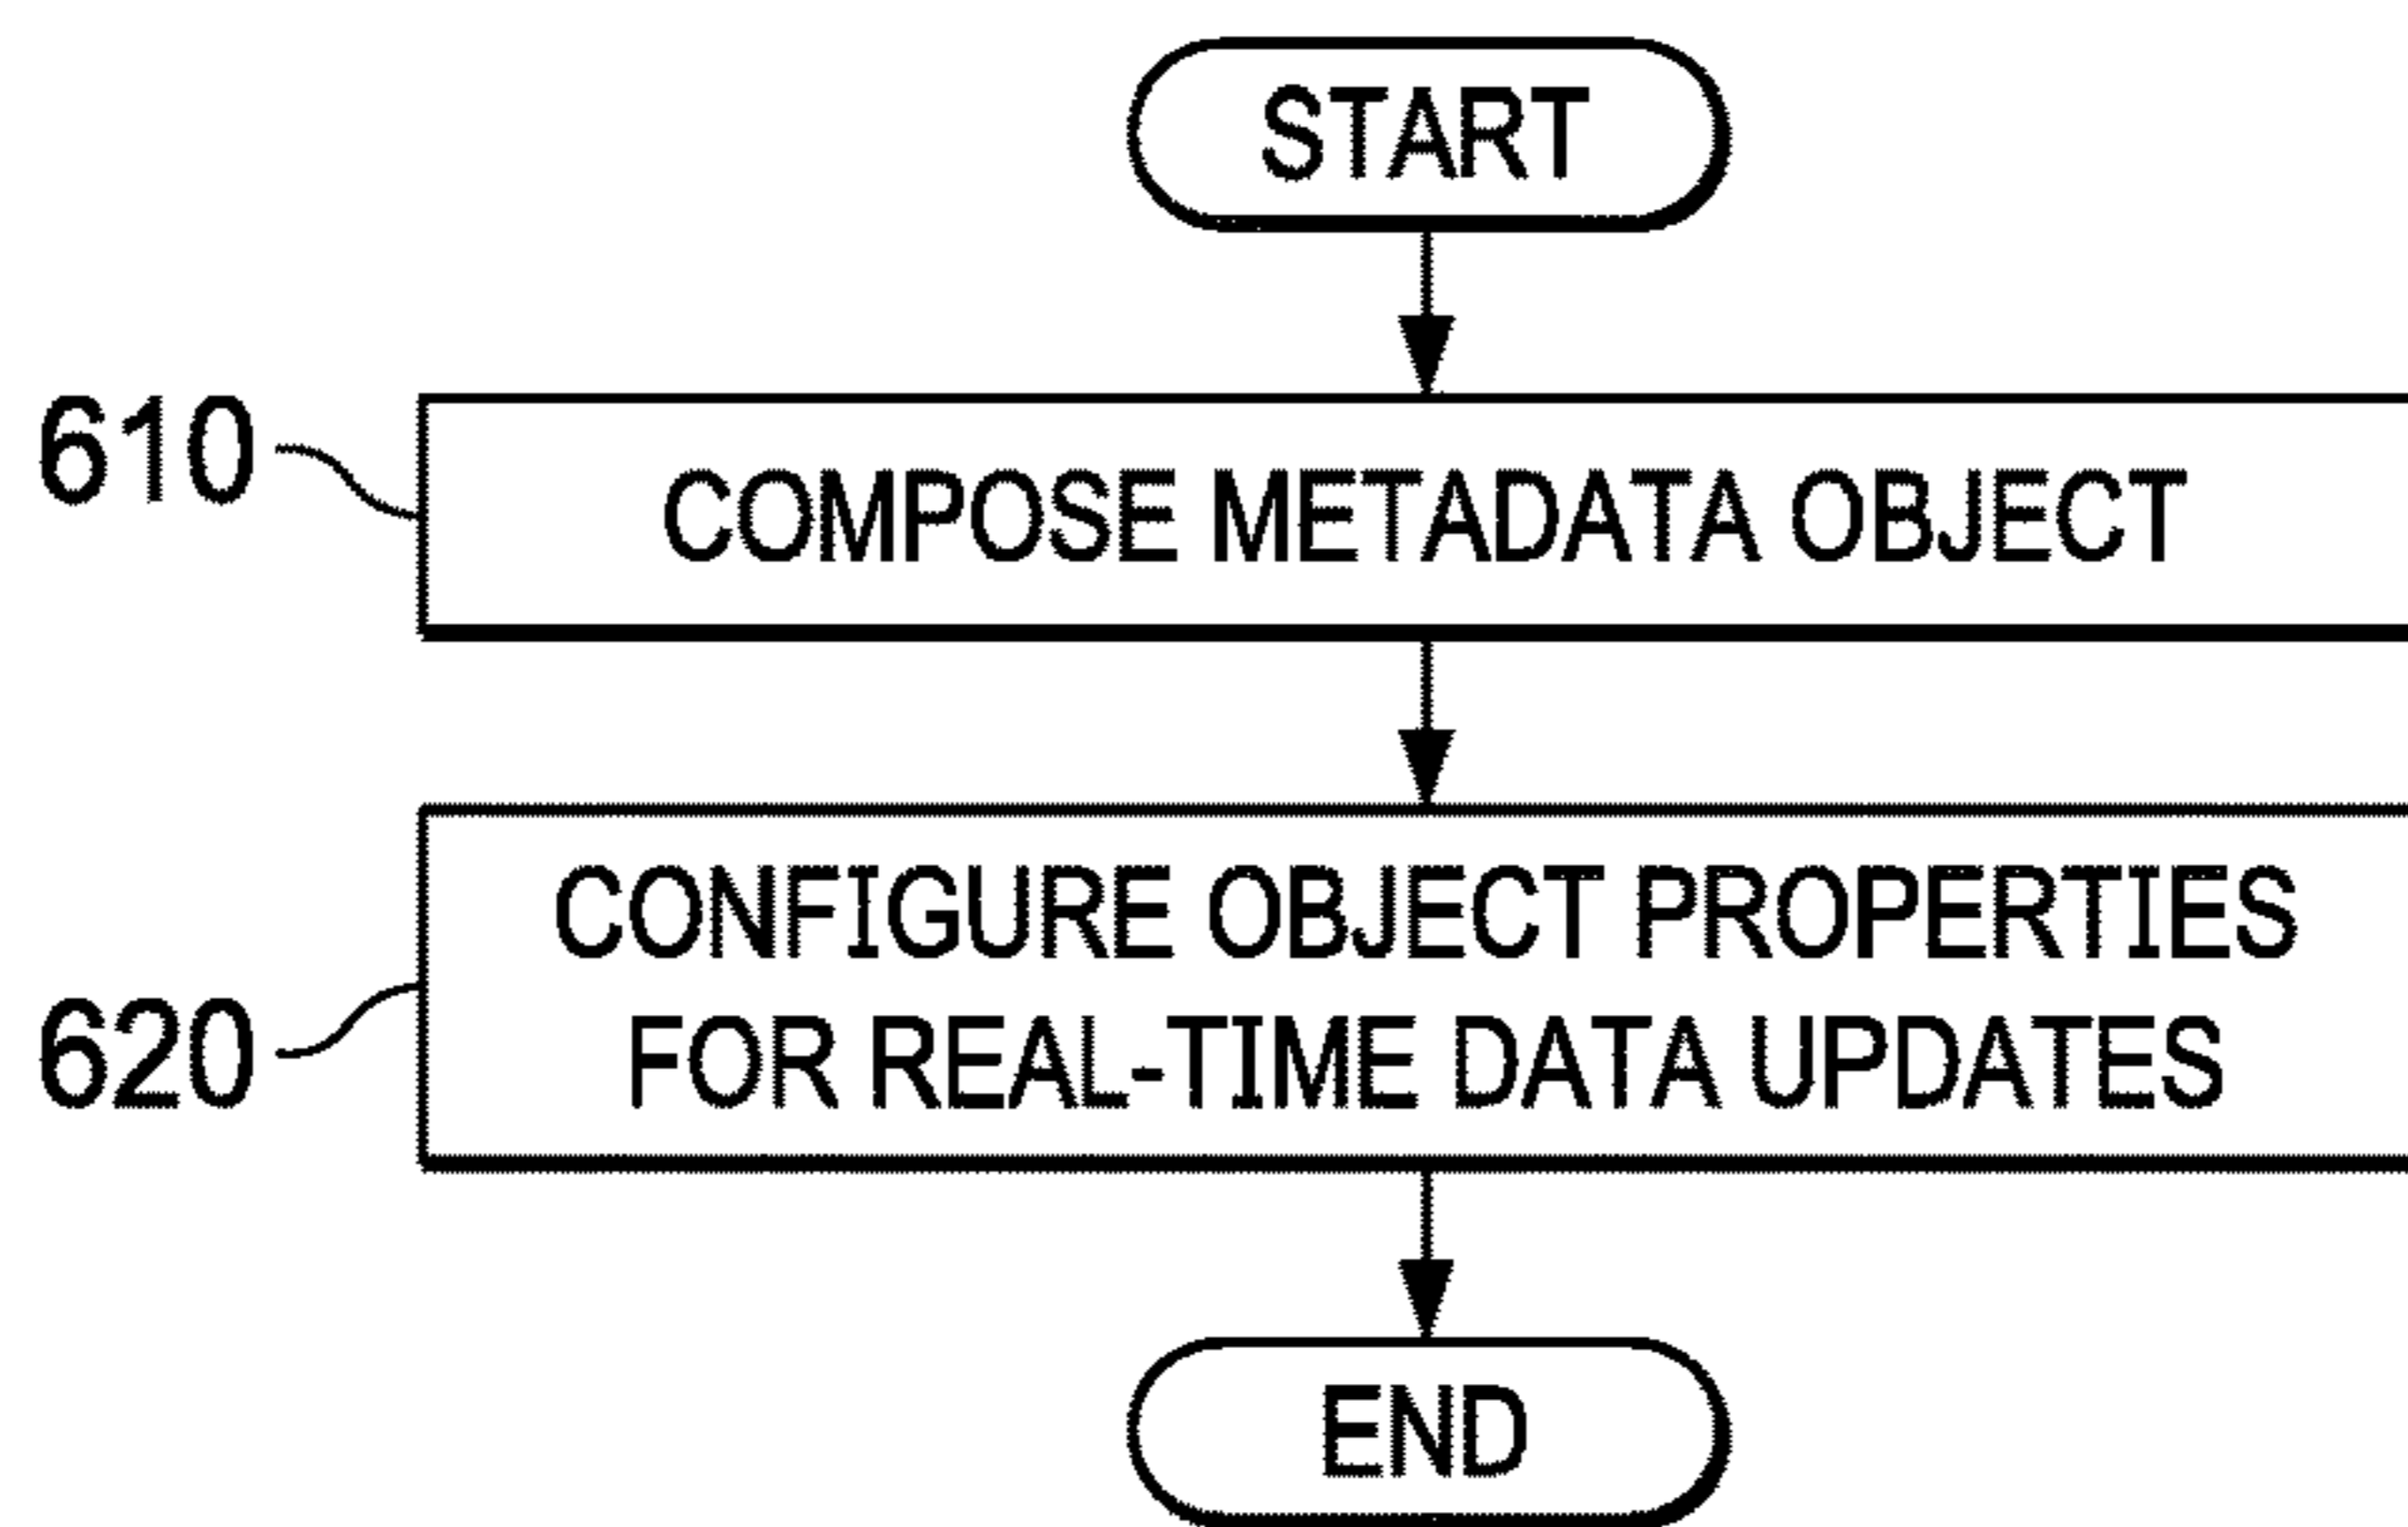 START
610
COMPOSE METADATA OBJECT
CONFIGURE OBJECT PROPERTIES
620
FOR REAL-TIME DATA UPDATES
END